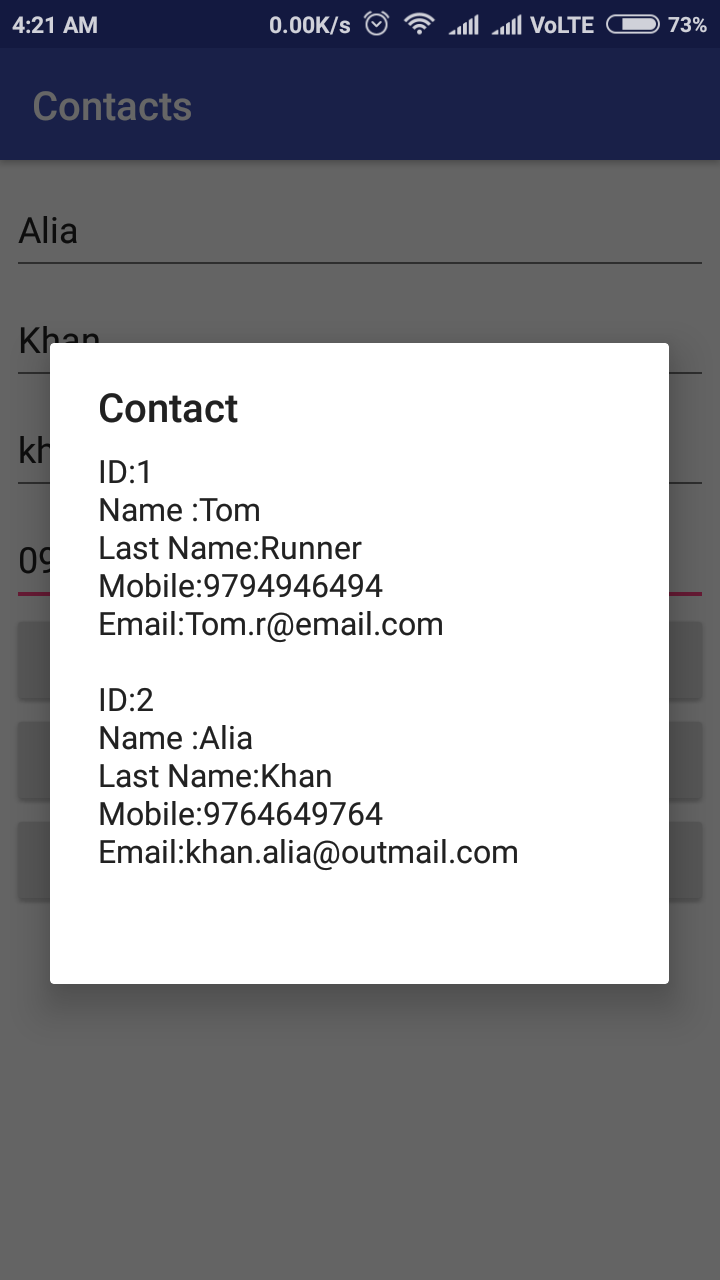 4:21 AM 0.00K/s VoLTE 73%
Contacts
Alia
Khan
Contact
ID:1
Name :Tom
Last Name:Runner
Mobile:9794946494
Email:Tom.r@email.com
ID:2
Name :Alia
Last Name:Khan
Mobile:9764649764
Email:khan.alia@outmail.com